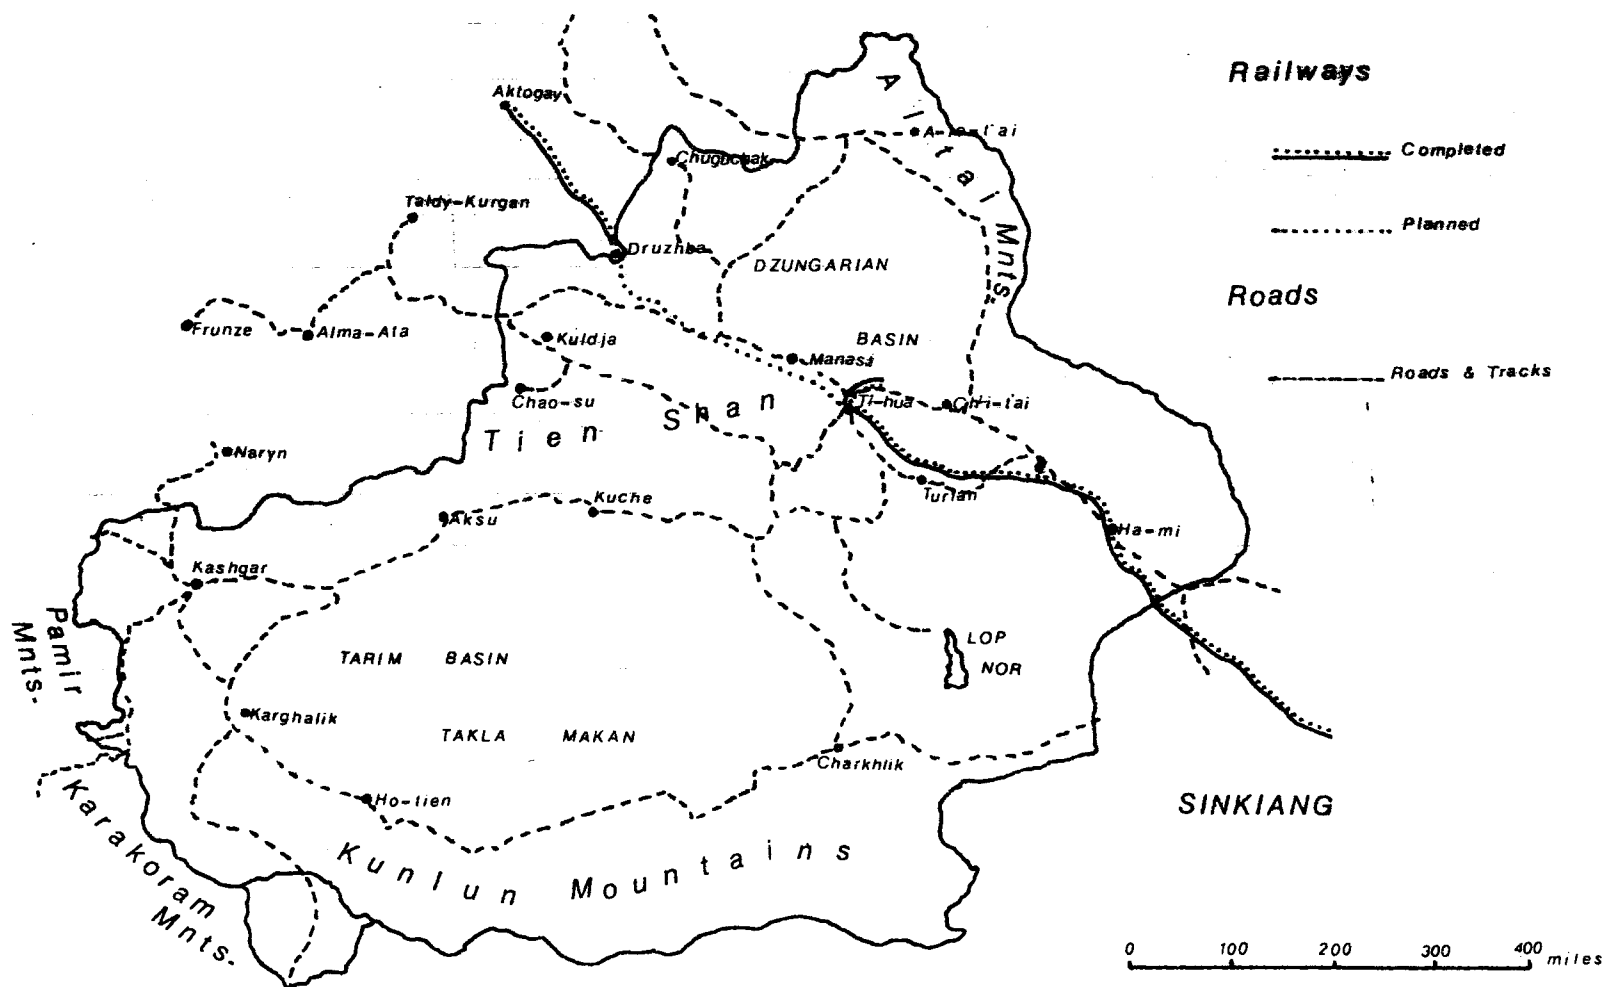 Railways
Completed
Planned
Roads
Roads & Tracks
Aktogay
Altai Mnts.
Chuguchak
Taldy-Kurgan
Druzhba
DZUNGARIAN
BASIN
Frunze
Alma-Ata
Kuldja
Manass
Chao-su
Ti-hua
Ch'i-tai
Tien Shan
Naryn
Turfan
Kuche
Aksu
Ha-mi
Kashgar
Pamir
Mnts.
TARIM BASIN
LOP
NOR
Karghalik
TAKLA MAKAN
Charkhlik
Ho-tien
SINKIANG
Karakoram
Mnts.
Kunlun Mountains
0 100 200 300 400 miles